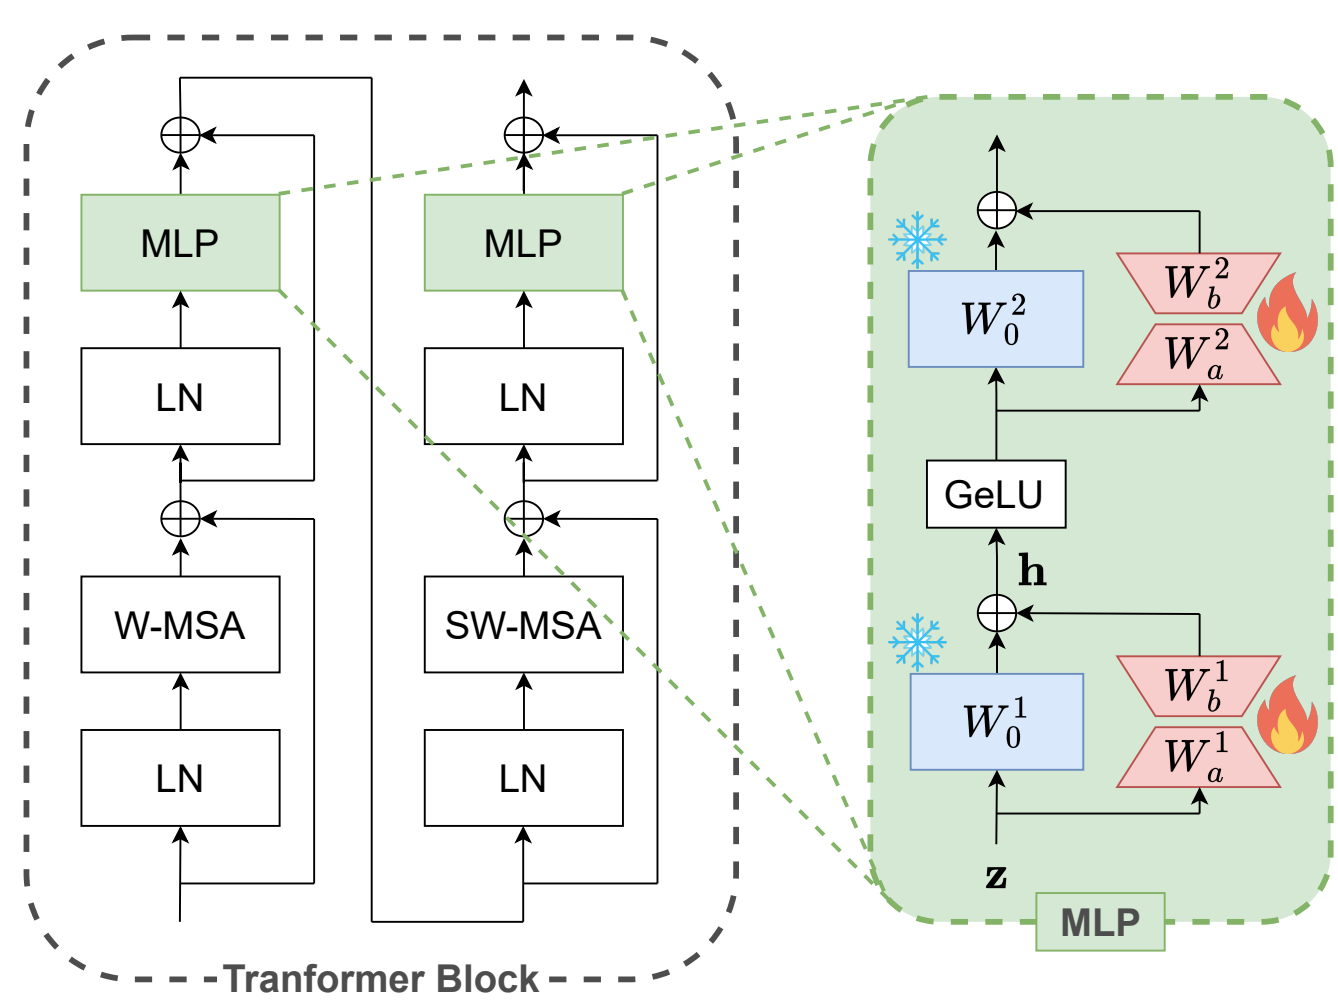 MLP
LN
W-MSA
LN
MLP
LN
SW-MSA
LN
Tranformer Block
W_0^2
W_b^2
W_a^2
GeLU
h
W_0^1
W_b^1
W_a^1
z
MLP